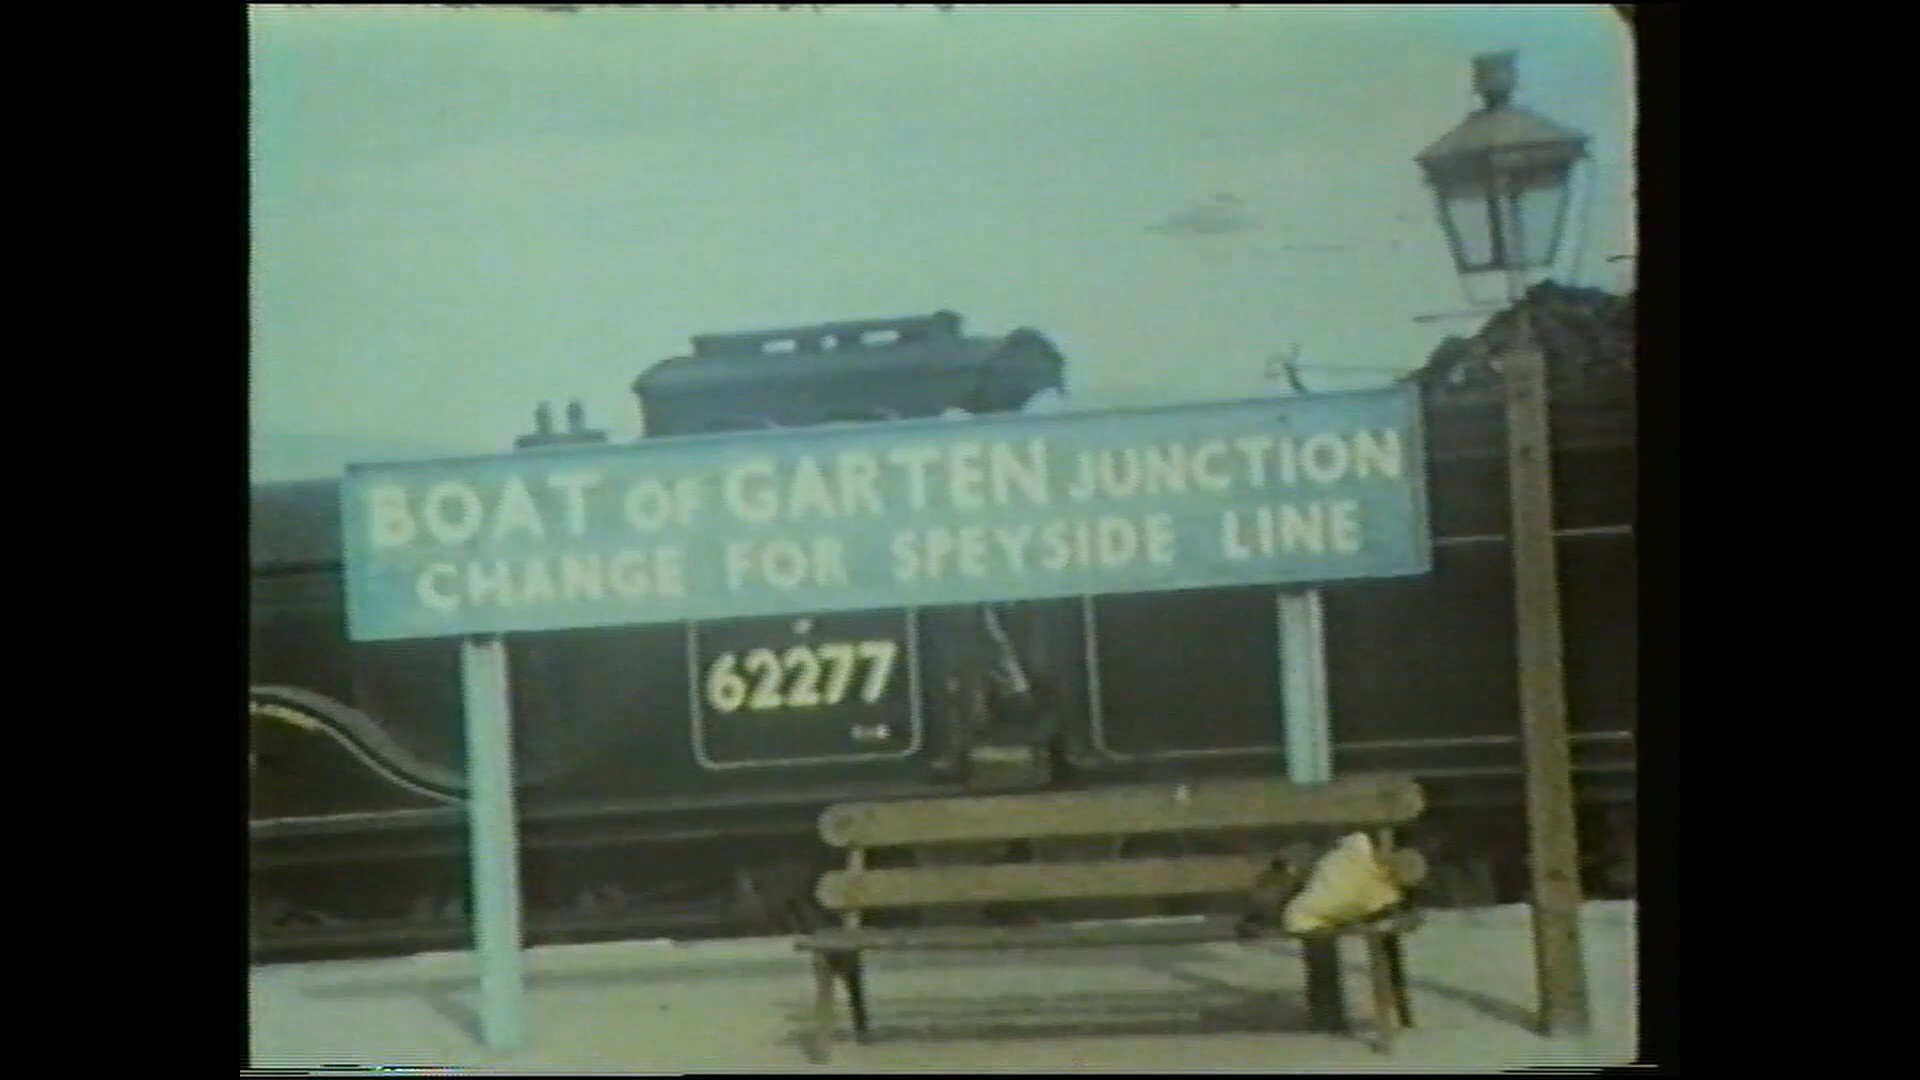 BOAT OF GARTEN JUNCTION
CHANGE FOR SPEYSIDE LINE
62277